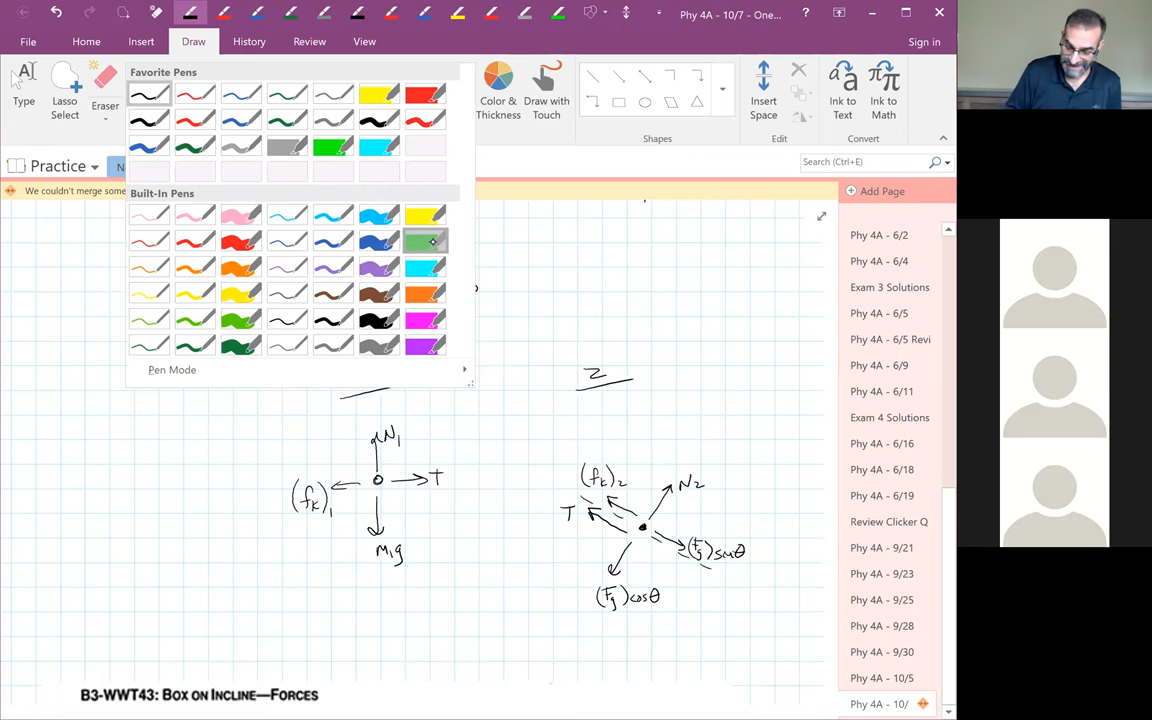 Phy 4A - 10/7 - One...
?
File Home Insert Draw History Review View Sign in
Type
Lasso Select
Eraser
Favorite Pens
Built-In Pens
Pen Mode
Color & Thickness
Draw with Touch
Shapes
Insert Space
Edit
Ink to Text
Ink to Math
Practice
N
Search (Ctrl+E)
We couldn't merge some
Add Page
Phy 4A - 6/2
Phy 4A - 6/4
Exam 3 Solutions
Phy 4A - 6/5
Phy 4A - 6/5 Revi
Phy 4A - 6/9
Phy 4A - 6/11
Exam 4 Solutions
Phy 4A - 6/16
Phy 4A - 6/18
Phy 4A - 6/19
Review Clicker Q
Phy 4A - 9/21
Phy 4A - 9/23
Phy 4A - 9/25
Phy 4A - 9/28
Phy 4A - 9/30
Phy 4A - 10/5
Phy 4A - 10/
2
N1
(fk)1
T
m1g
(fk)2
N2
T
(Fg)sinθ
(Fg)cosθ
B3-WWT43: BOX ON INCLINE—FORCES